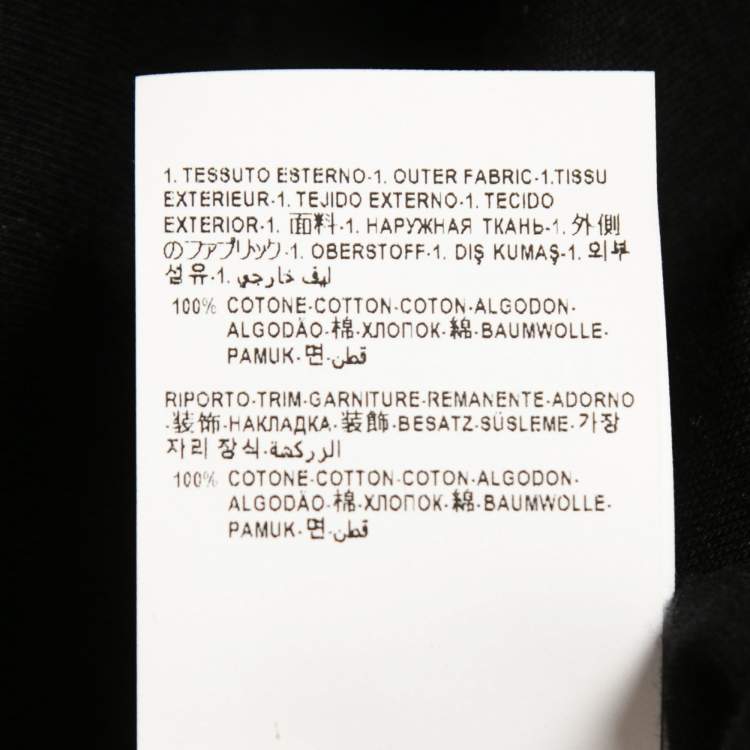 1. TESSUTO ESTERNO-1. OUTER FABRIC-1.TISSU
EXTERIEUR-1. TEJIDO EXTERNO-1. TECIDO
EXTERIOR-1. 面料-1. НАРУЖНАЯ ТКАНЬ-1. 外側
のファブリック-1. OBERSTOFF-1. DIŞ KUMAŞ-1. 외부
섬유-1. ليف خارجي
100% COTONE-COTTON-COTON-ALGODON-
ALGODÃO-棉-ХЛОПОК-綿-BAUMWOLLE-
PAMUK-면-قطن
RIPORTO-TRIM-GARNITURE-REMANENTE-ADORNO
-装饰-НАКЛАДКА-装飾-BESATZ-SÜSLEME-가장
자리 장식-الزركشة
100% COTONE-COTTON-COTON-ALGODON-
ALGODÃO-棉-ХЛОПОК-綿-BAUMWOLLE-
PAMUK-면-قطن